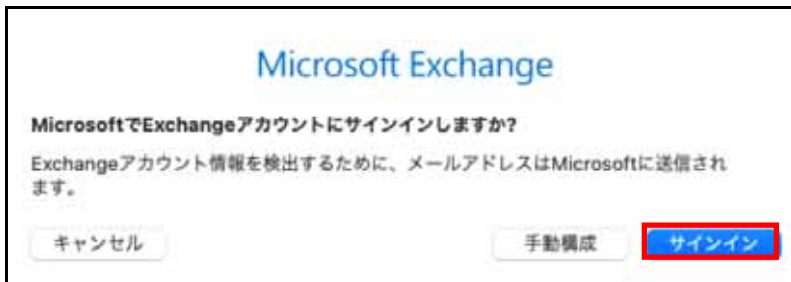 Microsoft Exchange
MicrosoftでExchangeアカウントにサインインしますか?
Exchangeアカウント情報を検出するために、メールアドレスはMicrosoftに送信され
ます。
キャンセル 手動構成 サインイン